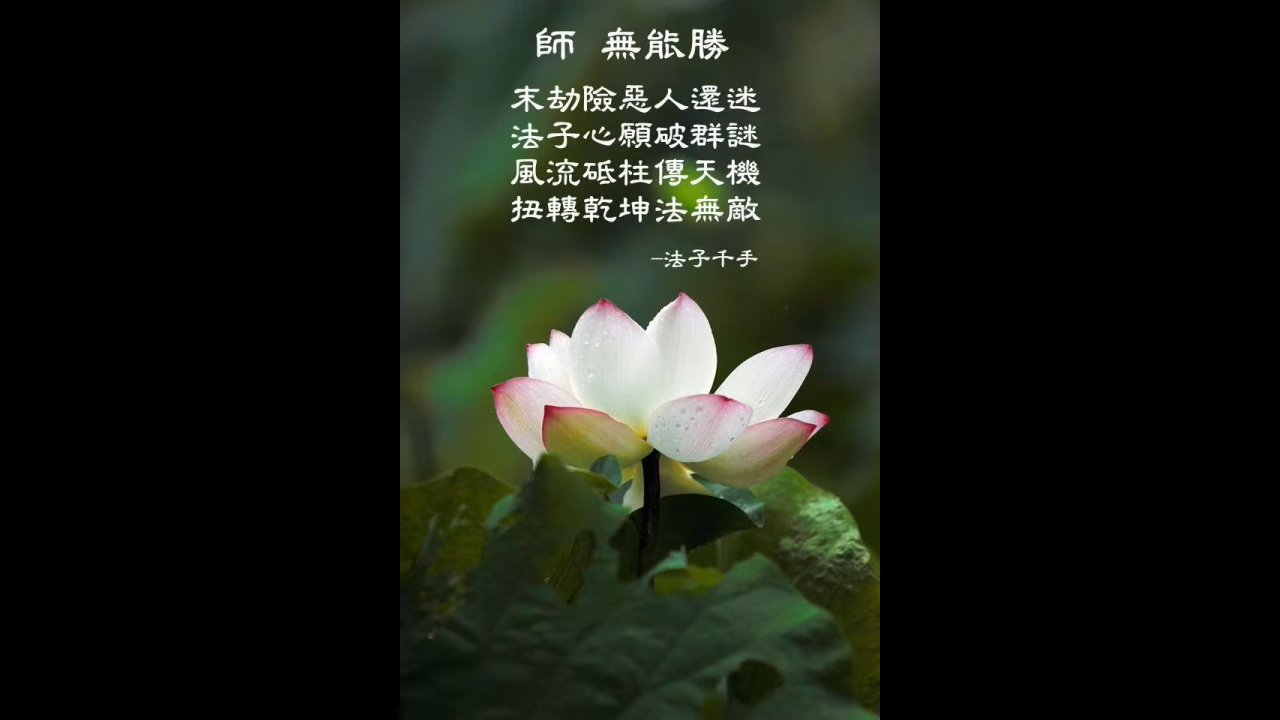 師 無能勝
末劫險惡人還迷
法子心願破群謎
風流砥柱傳天機
扭轉乾坤法無敵
–法子千手